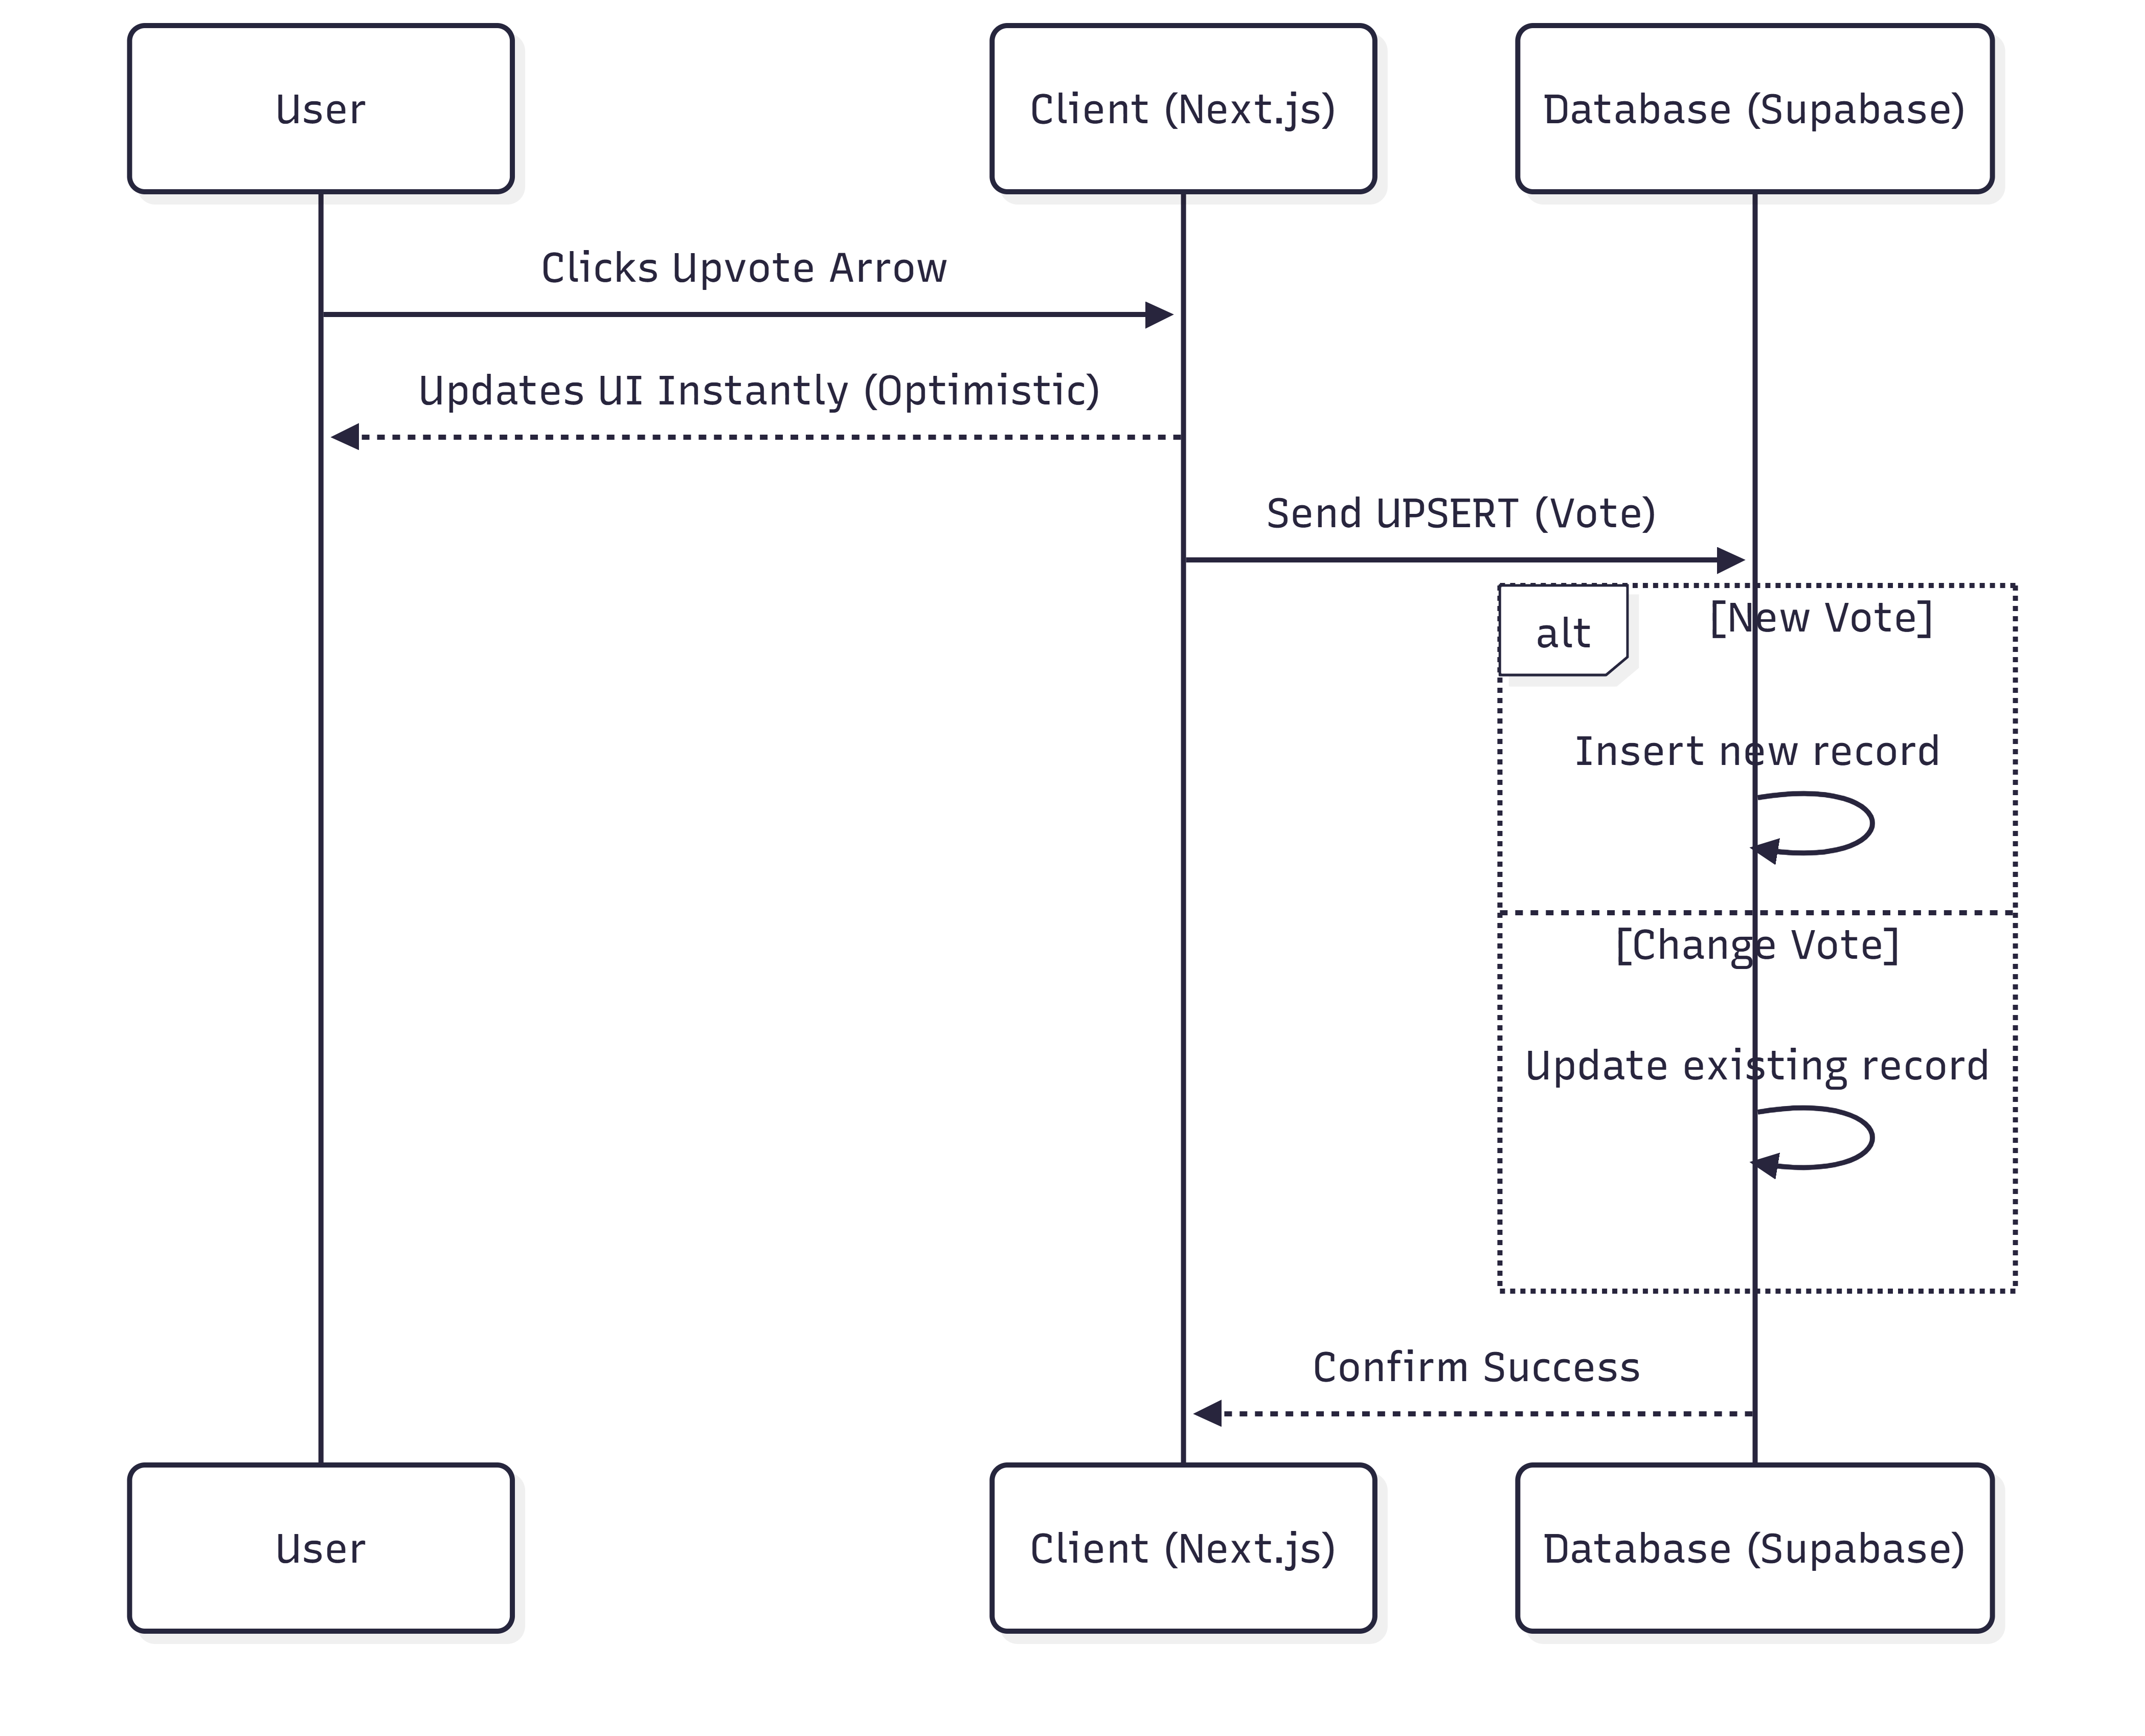 User
Client (Next.js)
Database (Supabase)
Clicks Upvote Arrow
Updates UI Instantly (Optimistic)
Send UPSERT (Vote)
alt
[New Vote]
Insert new record
[Change Vote]
Update existing record
Confirm Success
User
Client (Next.js)
Database (Supabase)